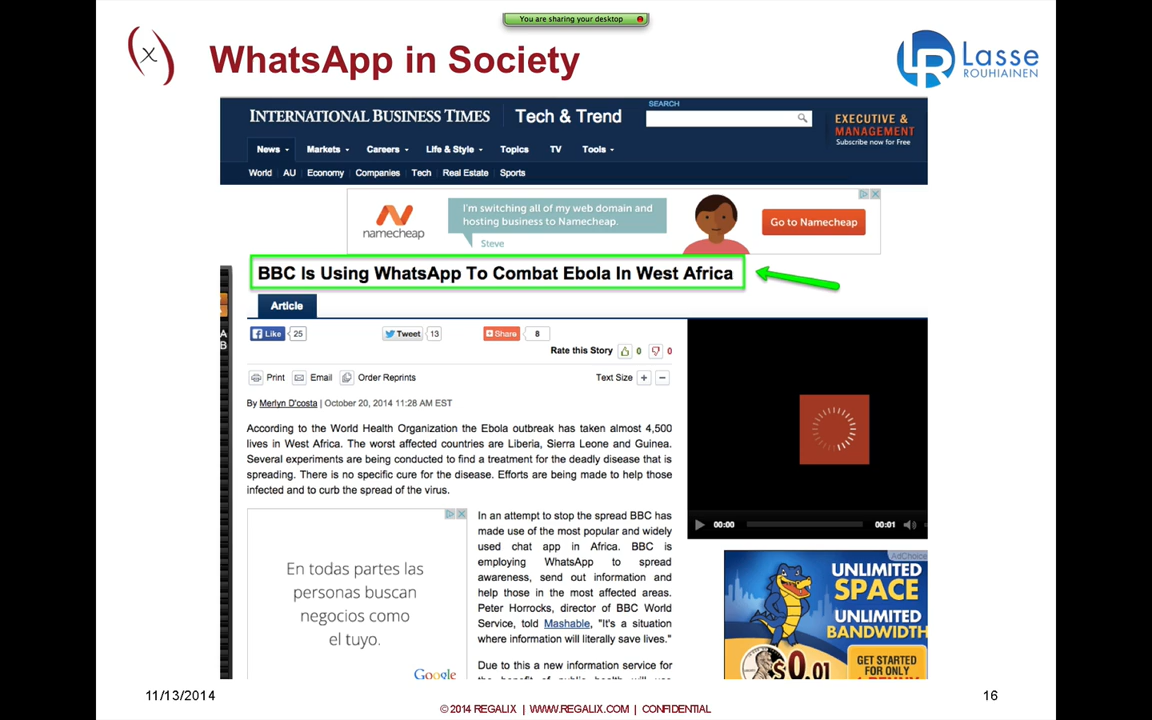 You are sharing your desktop
WhatsApp in Society
LR Lasse
ROUHIAINEN
SEARCH
INTERNATIONAL BUSINESS TIMES Tech & Trend
EXECUTIVE &
MANAGEMENT
Subscribe now for Free
News Markets Careers Life & Style Topics TV Tools
World AU Economy Companies Tech Real Estate Sports
I'm switching all of my web domain and
hosting business to Namecheap.
Steve
namecheap
Go to Namecheap
BBC Is Using WhatsApp To Combat Ebola In West Africa
Article
Like 25 Tweet 13 Share 8
Rate this Story 0 0
Print Email Order Reprints Text Size + −
By Merlyn D'costa | October 20, 2014 11:28 AM EST
According to the World Health Organization the Ebola outbreak has taken almost 4,500
lives in West Africa. The worst affected countries are Liberia, Sierra Leone and Guinea.
Several experiments are being conducted to find a treatment for the deadly disease that is
spreading. There is no specific cure for the disease. Efforts are being made to help those
infected and to curb the spread of the virus.
In an attempt to stop the spread BBC has
made use of the most popular and widely
used chat app in Africa. BBC is
employing WhatsApp to spread
awareness, send out information and
help those in the most affected areas.
Peter Horrocks, director of BBC World
Service, told Mashable, "It's a situation
where information will literally save lives."
Due to this a new information service for
En todas partes las
personas buscan
negocios como
el tuyo.
Google
00:00 00:01
AdChoice
UNLIMITED
SPACE
UNLIMITED
BANDWIDTH
$0.01
GET STARTED
FOR ONLY
11/13/2014
16
© 2014 REGALIX | WWW.REGALIX.COM | CONFIDENTIAL